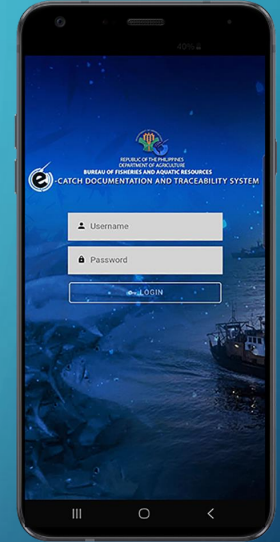 40%
REPUBLIC OF THE PHILIPPINES
DEPARTMENT OF AGRICULTURE
BUREAU OF FISHERIES AND AQUATIC RESOURCES
e-CATCH DOCUMENTATION AND TRACEABILITY SYSTEM
Username
Password
LOGIN